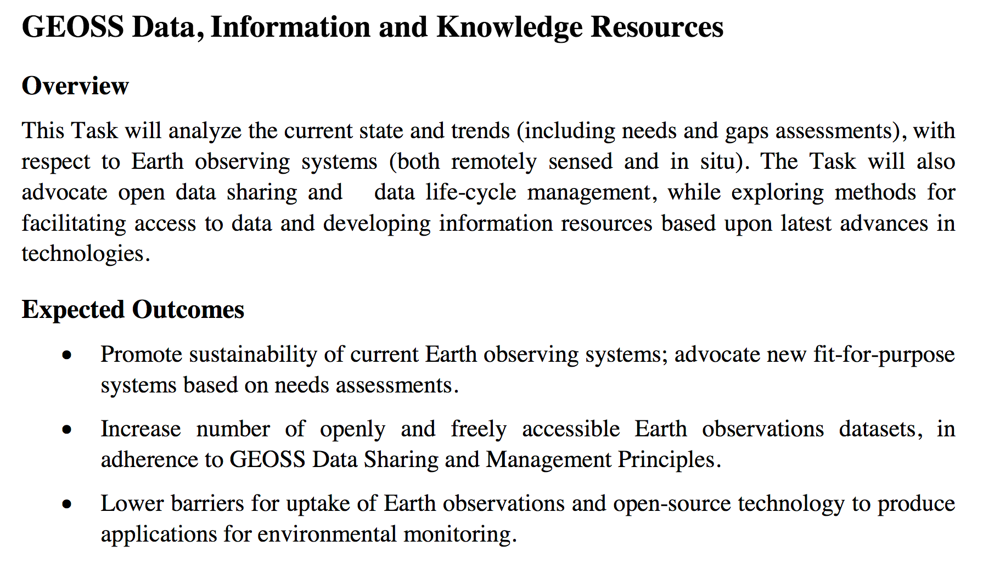 GEOSS Data, Information and Knowledge Resources
Overview
This Task will analyze the current state and trends (including needs and gaps assessments), with
respect to Earth observing systems (both remotely sensed and in situ). The Task will also
advocate open data sharing and data life-cycle management, while exploring methods for
facilitating access to data and developing information resources based upon latest advances in
technologies.
Expected Outcomes
• Promote sustainability of current Earth observing systems; advocate new fit-for-purpose
systems based on needs assessments.
• Increase number of openly and freely accessible Earth observations datasets, in
adherence to GEOSS Data Sharing and Management Principles.
• Lower barriers for uptake of Earth observations and open-source technology to produce
applications for environmental monitoring.